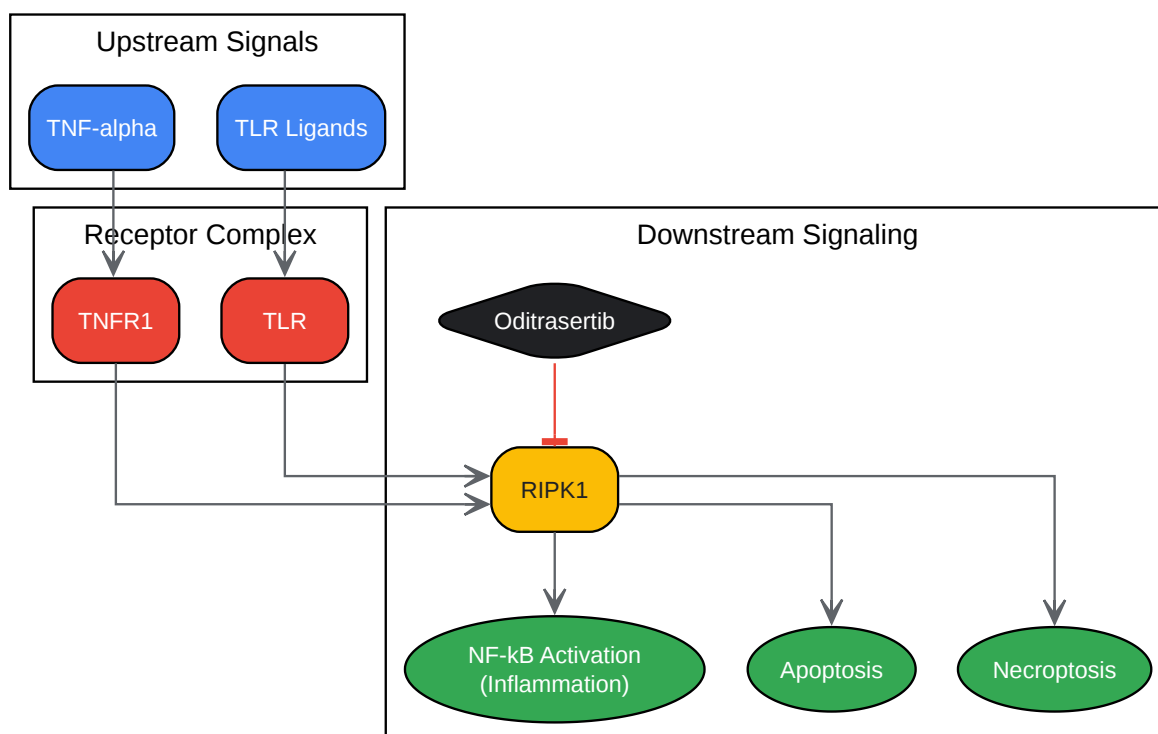 Upstream Signals
TNF-alpha
TLR Ligands
Receptor Complex
Downstream Signaling
TNFR1
TLR
Oditrasertib
RIPK1
NF-kB Activation
(Inflammation)
Apoptosis
Necroptosis